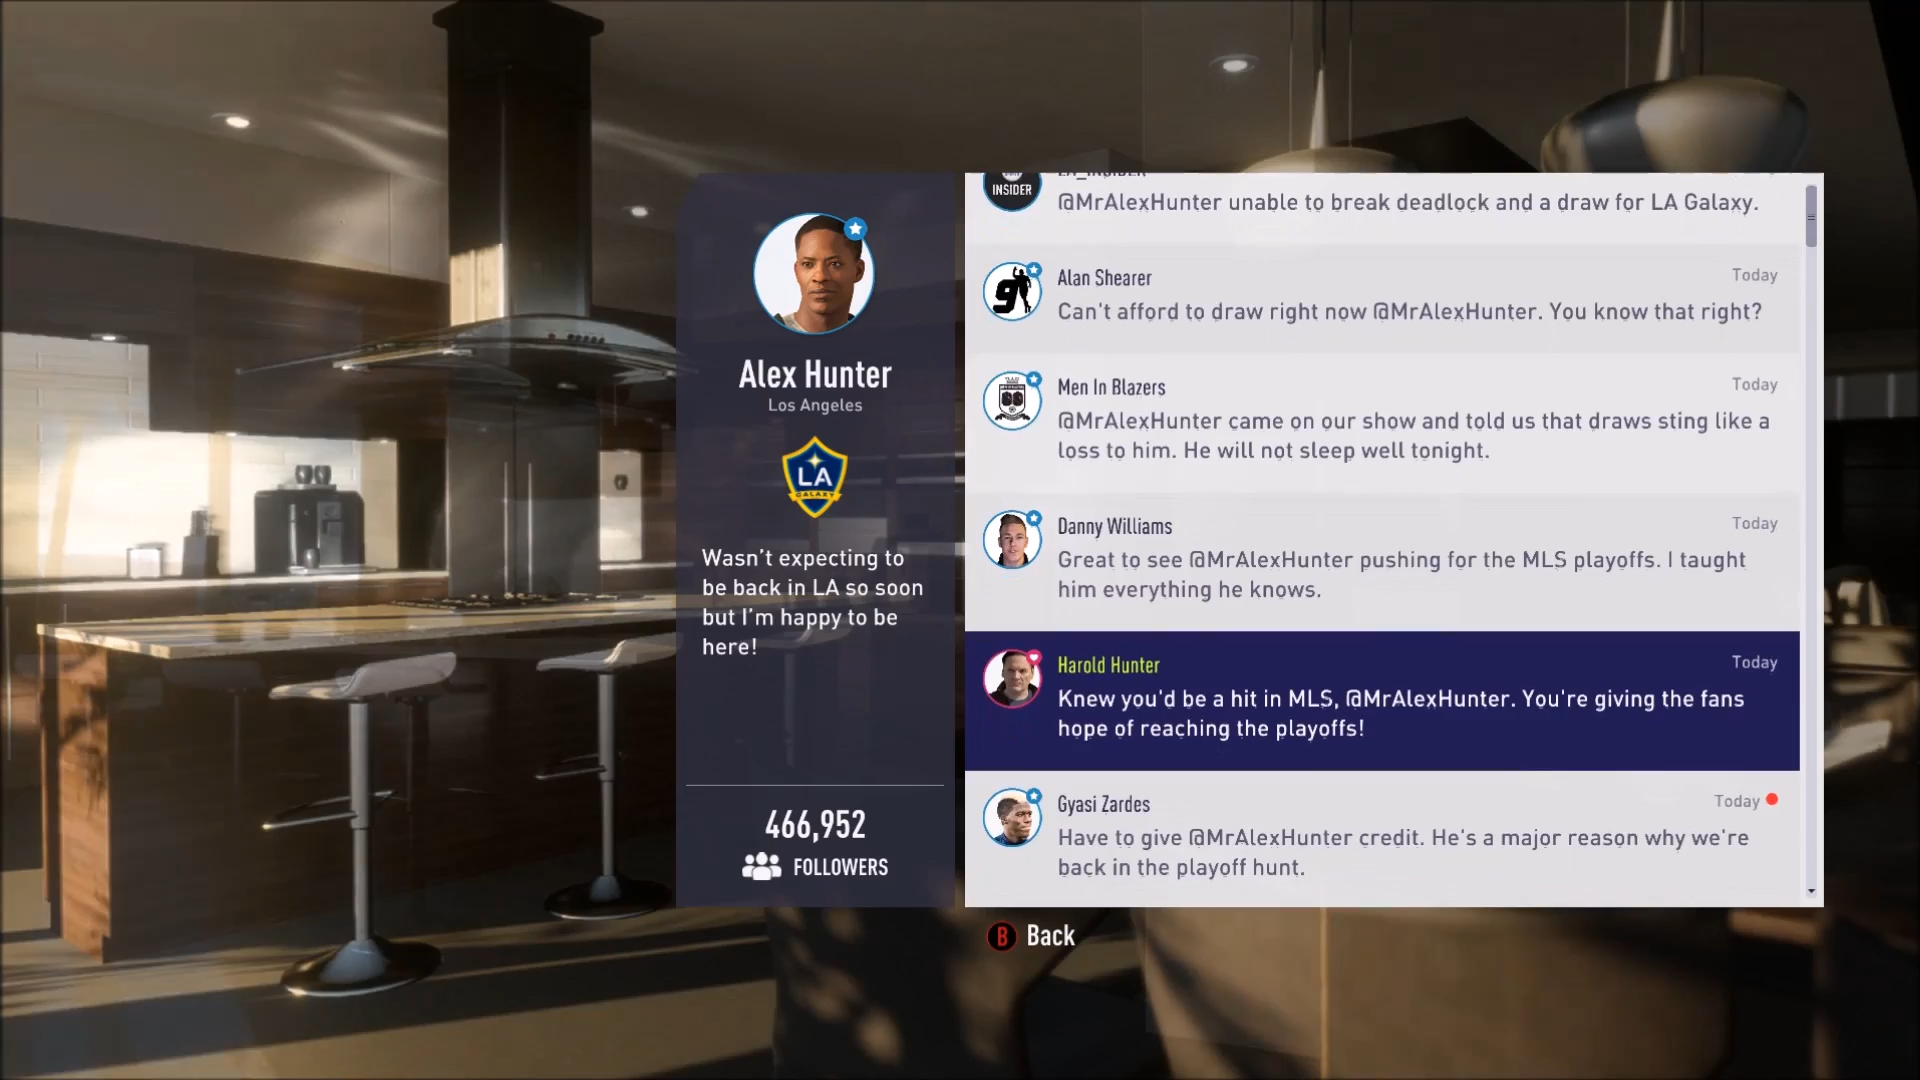 Alex Hunter
Los Angeles
LA
GALAXY
Wasn't expecting to
be back in LA so soon
but I'm happy to be
here!
466,952
FOLLOWERS
INSIDER
LA_INSIDER
@MrAlexHunter unable to break deadlock and a draw for LA Galaxy.
9
Alan Shearer
Today
Can't afford to draw right now @MrAlexHunter. You know that right?
Men In Blazers
Today
@MrAlexHunter came on our show and told us that draws sting like a
loss to him. He will not sleep well tonight.
Danny Williams
Today
Great to see @MrAlexHunter pushing for the MLS playoffs. I taught
him everything he knows.
Harold Hunter
Today
Knew you'd be a hit in MLS, @MrAlexHunter. You're giving the fans
hope of reaching the playoffs!
Gyasi Zardes
Today
Have to give @MrAlexHunter credit. He's a major reason why we're
back in the playoff hunt.
B Back